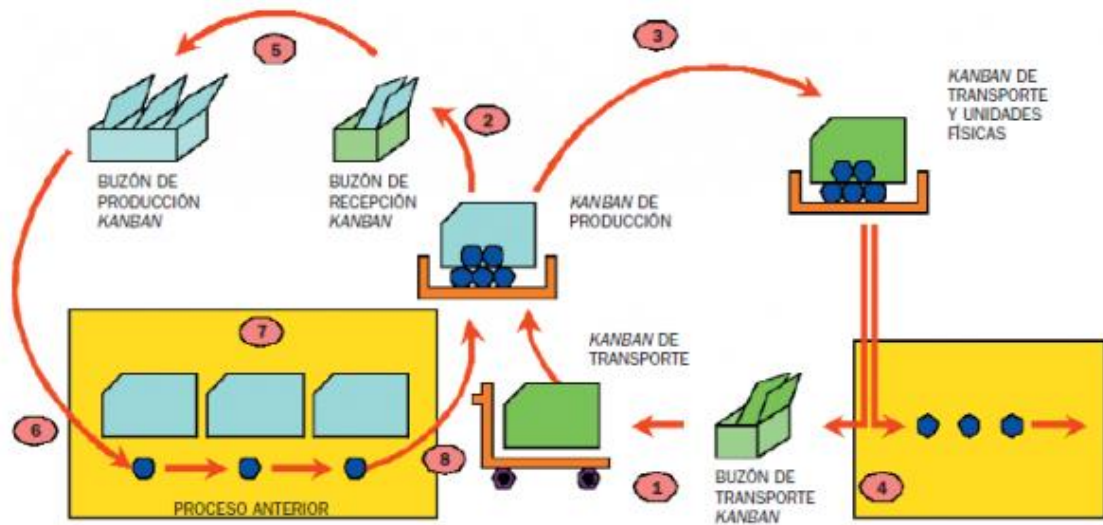 5
3
2
KANBAN DE
TRANSPORTE
Y UNIDADES
FÍSICAS
BUZÓN DE
PRODUCCIÓN
KANBAN
BUZÓN DE
RECEPCIÓN
KANBAN
KANBAN DE
PRODUCCIÓN
7
KANBAN DE
TRANSPORTE
6
8
1
4
PROCESO ANTERIOR
BUZÓN DE
TRANSPORTE
KANBAN